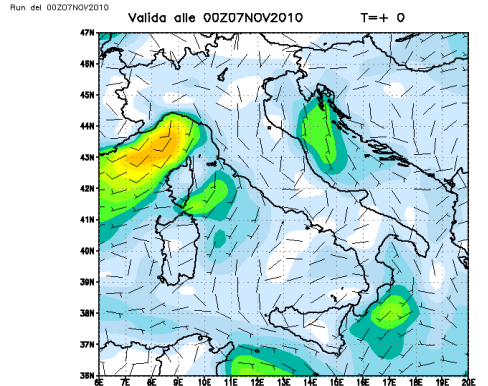 Run del 00Z07NOV2010
Valida alle 00Z07NOV2010 T=+ 0
47N
46N
45N
44N
43N
42N
41N
40N
39N
38N
37N
36N
6E 7E 8E 9E 10E 11E 12E 13E 14E 15E 16E 17E 18E 19E 20E